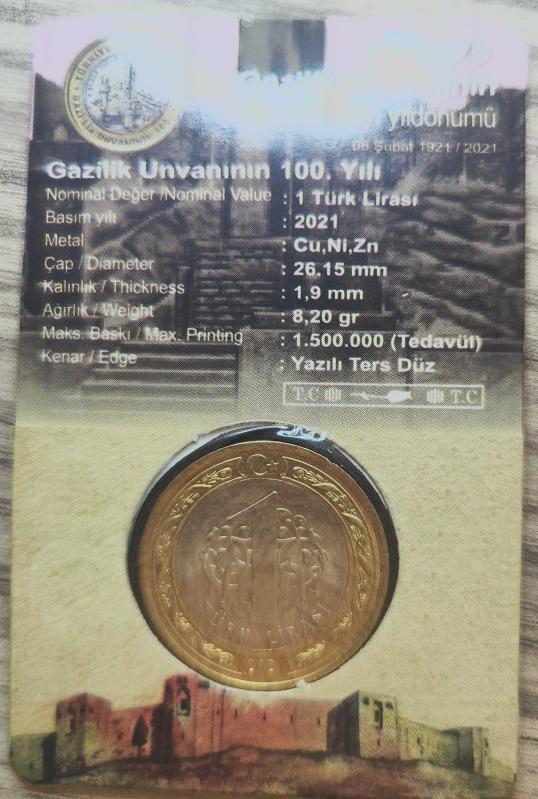 yıldönümü
08 Şubat 1921 / 2021
Gazilik Unvanının 100. Yılı
Nominal Değer /Nominal Value : 1 Türk Lirası
Basım yılı : 2021
Metal : Cu,Ni,Zn
Çap / Diameter : 26.15 mm
Kalınlık / Thickness : 1,9 mm
Ağırlık / Weight : 8,20 gr
Maks. Baskı / Max. Printing : 1.500.000 (Tedavül)
Kenar / Edge : Yazılı Ters Düz
T.C T.C
1
TÜRK LİRASI